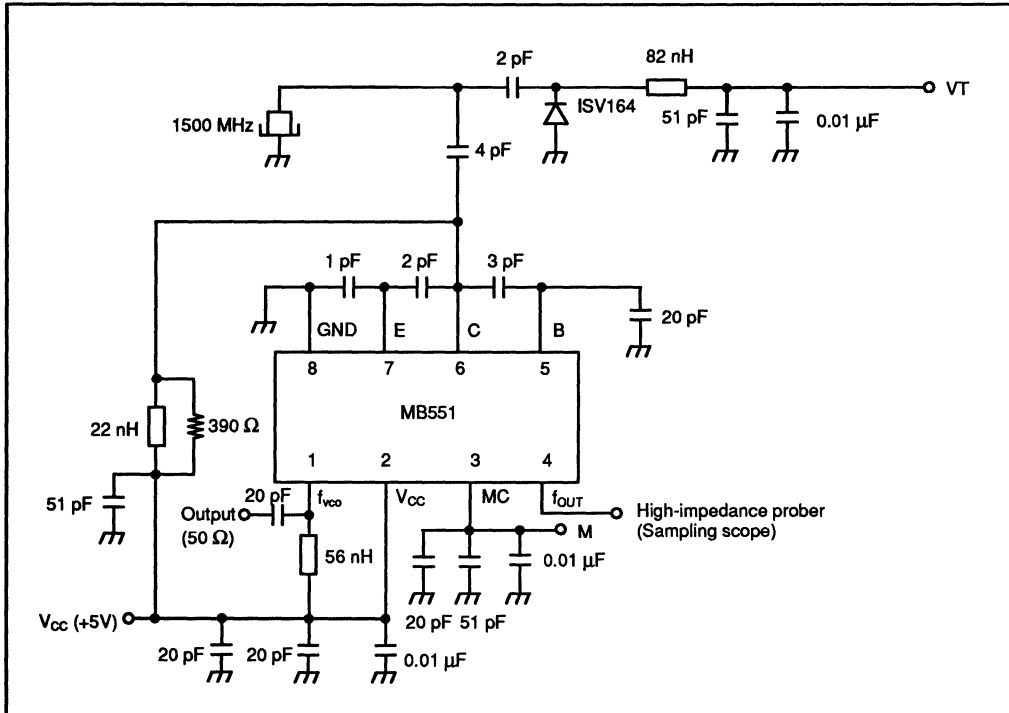 2 pF
82 nH
VT
ISV164
51 pF
0.01 µF
1500 MHz
4 pF
1 pF
2 pF
3 pF
20 pF
GND
E
C
B
8
7
6
5
MB551
22 nH
390 Ω
1
2
3
4
51 pF
20 pF
fVCO
VCC
MC
fOUT
Output
(50 Ω)
High-impedance prober
(Sampling scope)
M
56 nH
0.01 µF
20 pF
51 pF
VCC (+5V)
20 pF
20 pF
0.01 µF